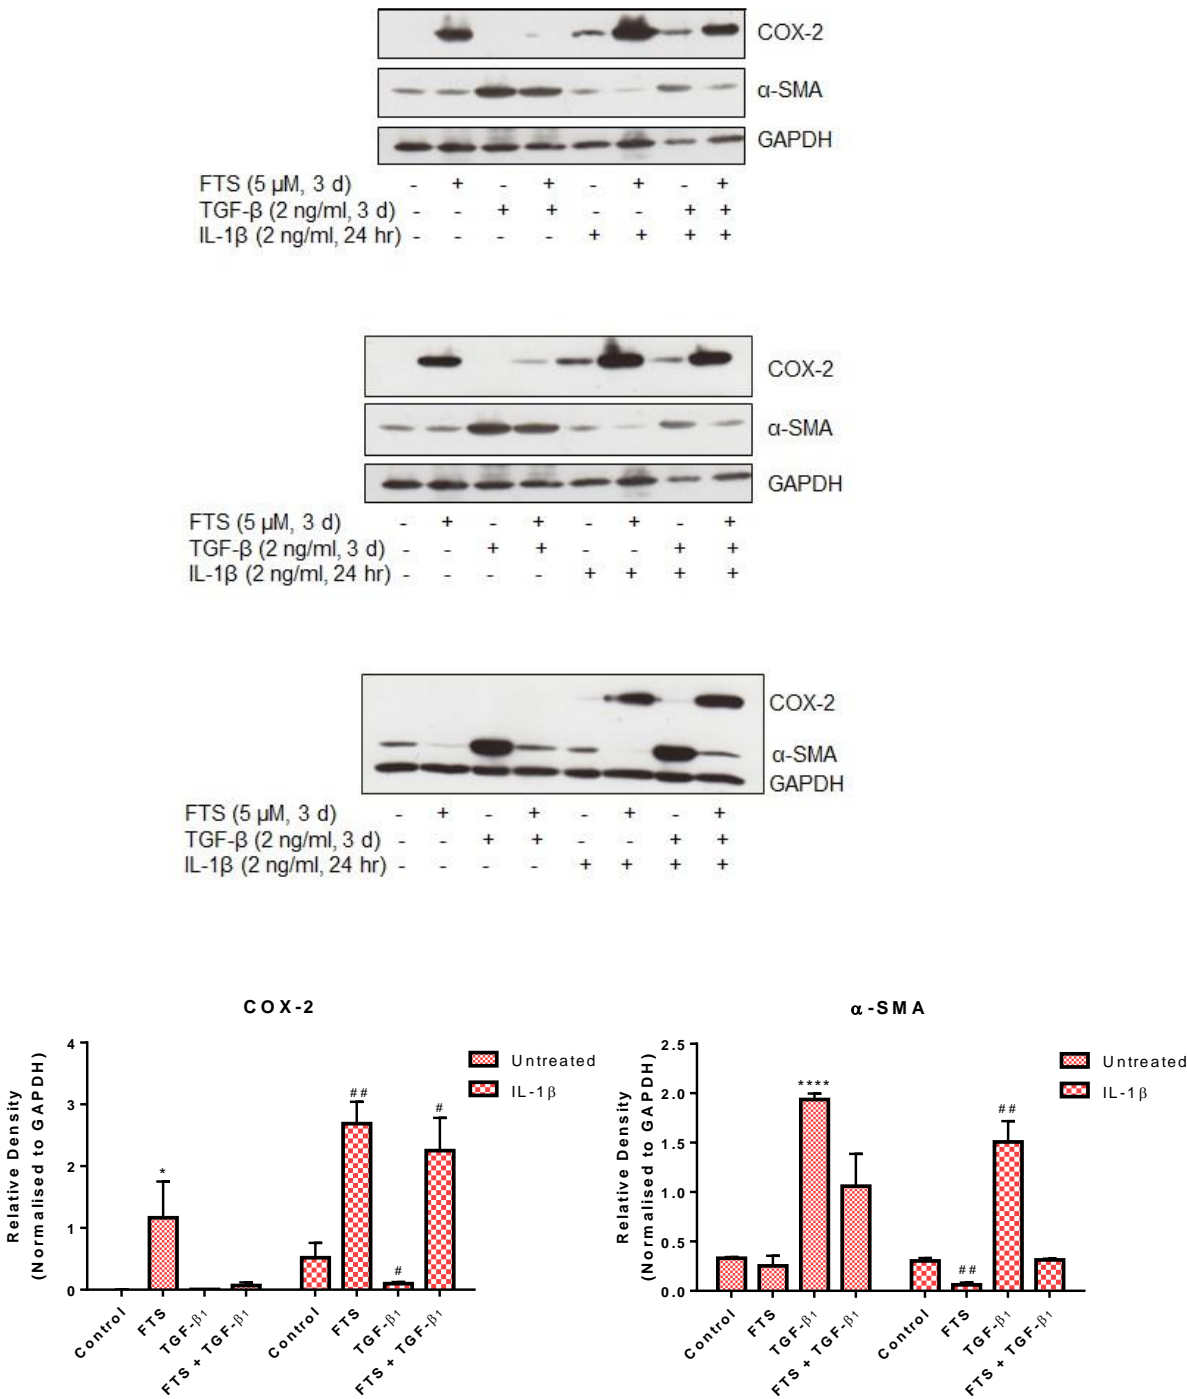 COX-2
α-SMA
GAPDH
FTS (5 µM, 3 d) - + - + - + - +
TGF-β (2 ng/ml, 3 d) - - + + - - + +
IL-1β (2 ng/ml, 24 hr) - - - - + + + +
COX-2
α-SMA
GAPDH
FTS (5 µM, 3 d) - + - + - + - +
TGF-β (2 ng/ml, 3 d) - - + + - - + +
IL-1β (2 ng/ml, 24 hr) - - - - + + + +
COX-2
α-SMA
GAPDH
FTS (5 µM, 3 d) - + - + - + - +
TGF-β (2 ng/ml, 3 d) - - + + - - + +
IL-1β (2 ng/ml, 24 hr) - - - - + + + +
COX-2
Relative Density
(Normalised to GAPDH)
4
3
2
1
0
*
##
#
#
Untreated
IL-1β
Control
FTS
TGF-β1
FTS + TGF-β1
Control
FTS
TGF-β1
FTS + TGF-β1
α-SMA
Relative Density
(Normalised to GAPDH)
2.5
2.0
1.5
1.0
0.5
0.0
****
##
##
Untreated
IL-1β
Control
FTS
TGF-β1
FTS + TGF-β1
Control
FTS
TGF-β1
FTS + TGF-β1